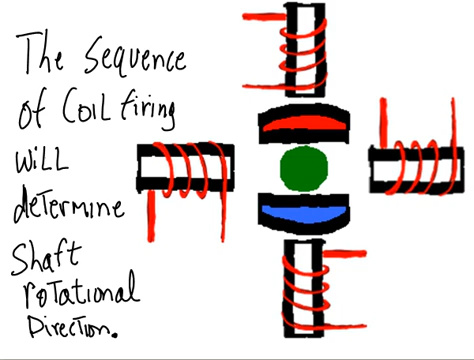 The Sequence
of Coil firing
will
determine
Shaft
rotational
Direction.